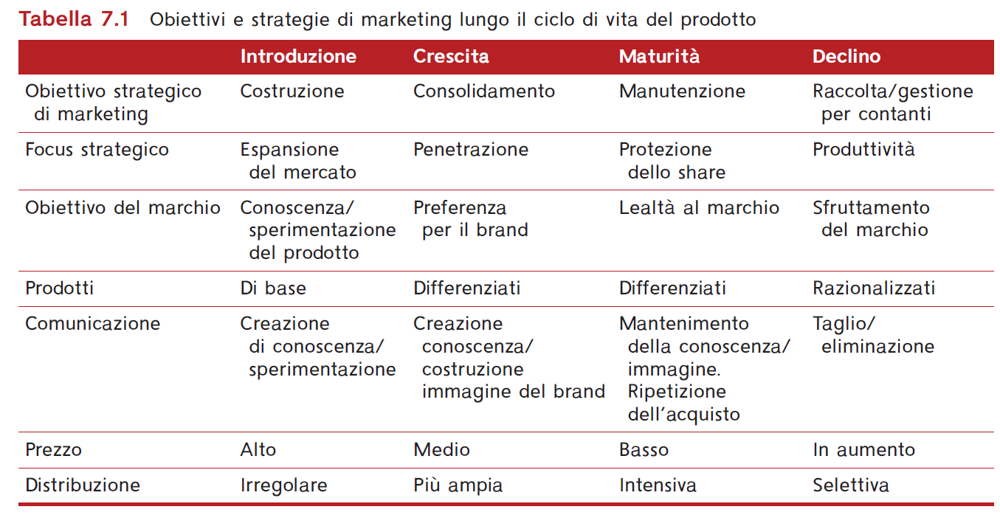 Tabella 7.1 Obiettivi e strategie di marketing lungo il ciclo di vita del prodotto
Introduzione Crescita Maturità Declino
Obiettivo strategico di marketing Costruzione Consolidamento Manutenzione Raccolta/gestione per contanti
Focus strategico Espansione del mercato Penetrazione Protezione dello share Produttività
Obiettivo del marchio Conoscenza/ sperimentazione del prodotto Preferenza per il brand Lealtà al marchio Sfruttamento del marchio
Prodotti Di base Differenziati Differenziati Razionalizzati
Comunicazione Creazione di conoscenza/ sperimentazione Creazione conoscenza/ costruzione immagine del brand Mantenimento della conoscenza/ immagine. Ripetizione dell'acquisto Taglio/ eliminazione
Prezzo Alto Medio Basso In aumento
Distribuzione Irregolare Più ampia Intensiva Selettiva